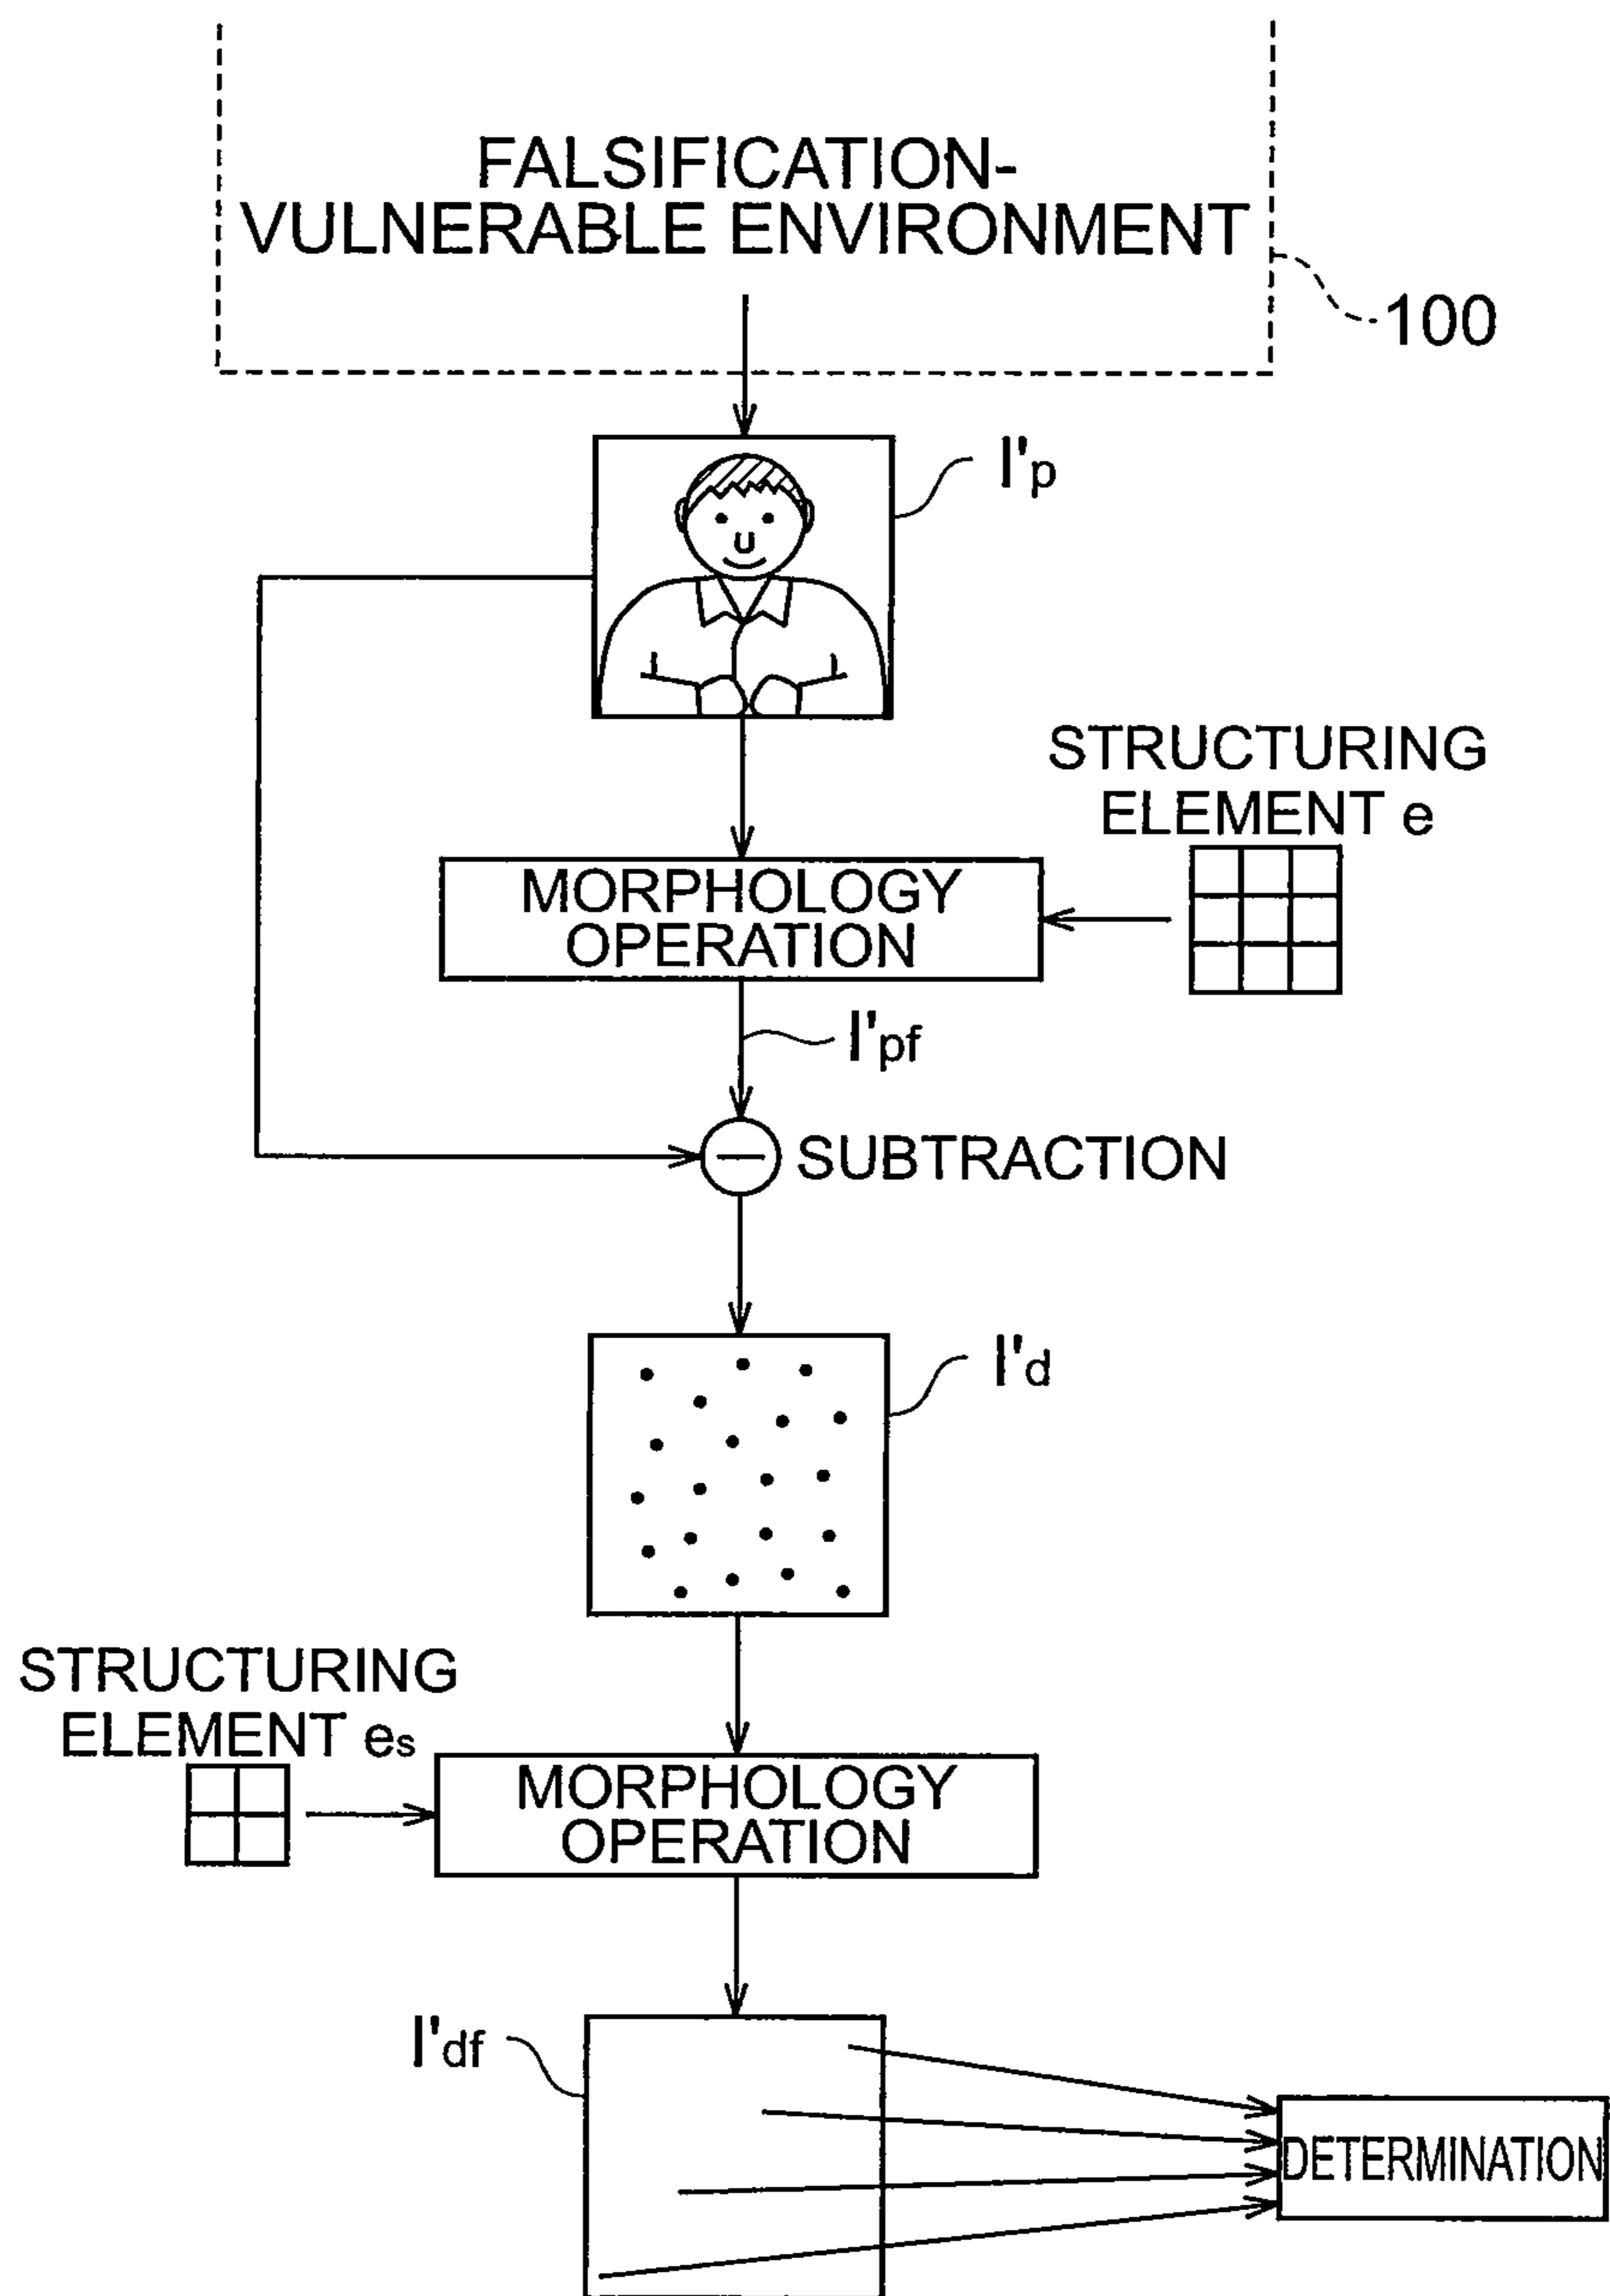 FALSIFICATION-
VULNERABLE ENVIRONMENT
100
I'p
STRUCTURING
ELEMENT e
MORPHOLOGY
OPERATION
I'pf
SUBTRACTION
I'd
STRUCTURING
ELEMENT es
MORPHOLOGY
OPERATION
I'df
DETERMINATION